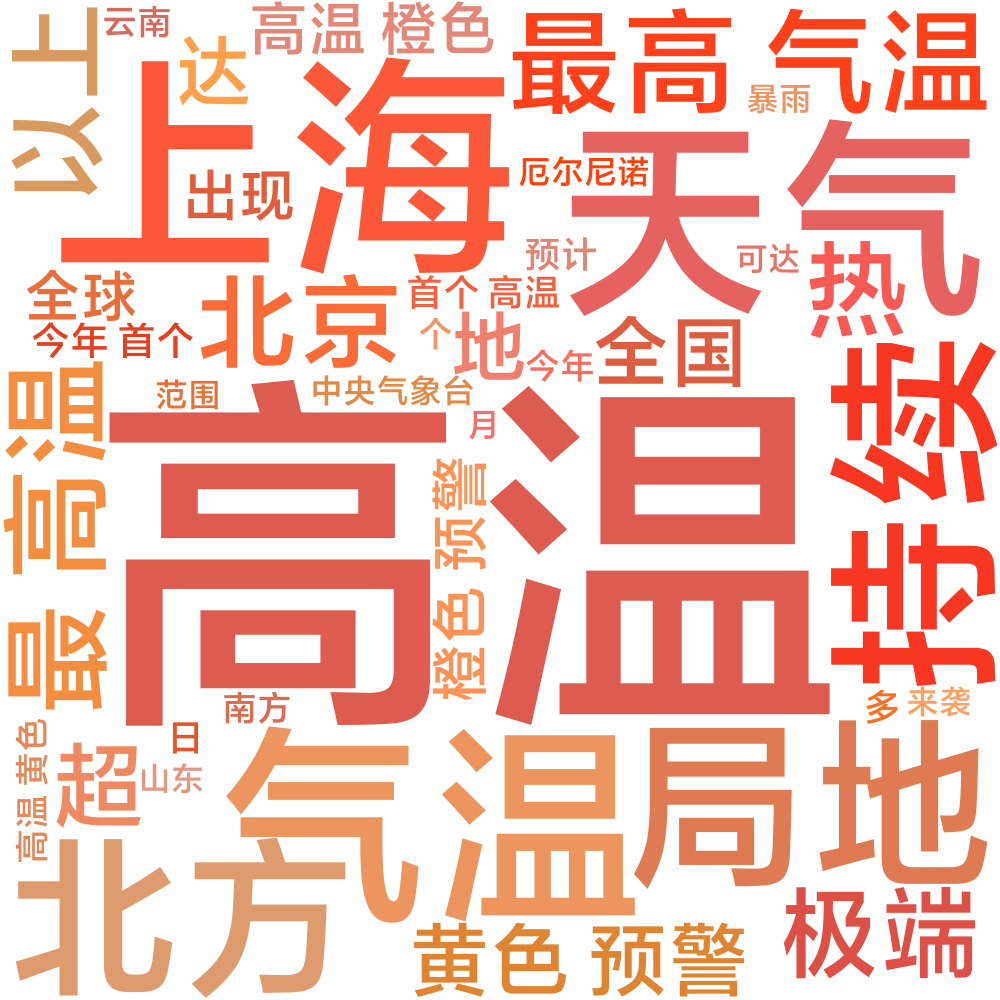 云南
高温 橙色
最高 气温
以上
达
上海
暴雨
天气
出现
厄尔尼诺
预计
可达
热
全球
北京
首个 高温
今年 首个
个
地
今年
全国
持续
范围
中央气象台
月
最 高温
高温
橙色 预警
南方
多
来袭
日
高温 黄色
超
山东
气温
局地
北方
黄色 预警
极端